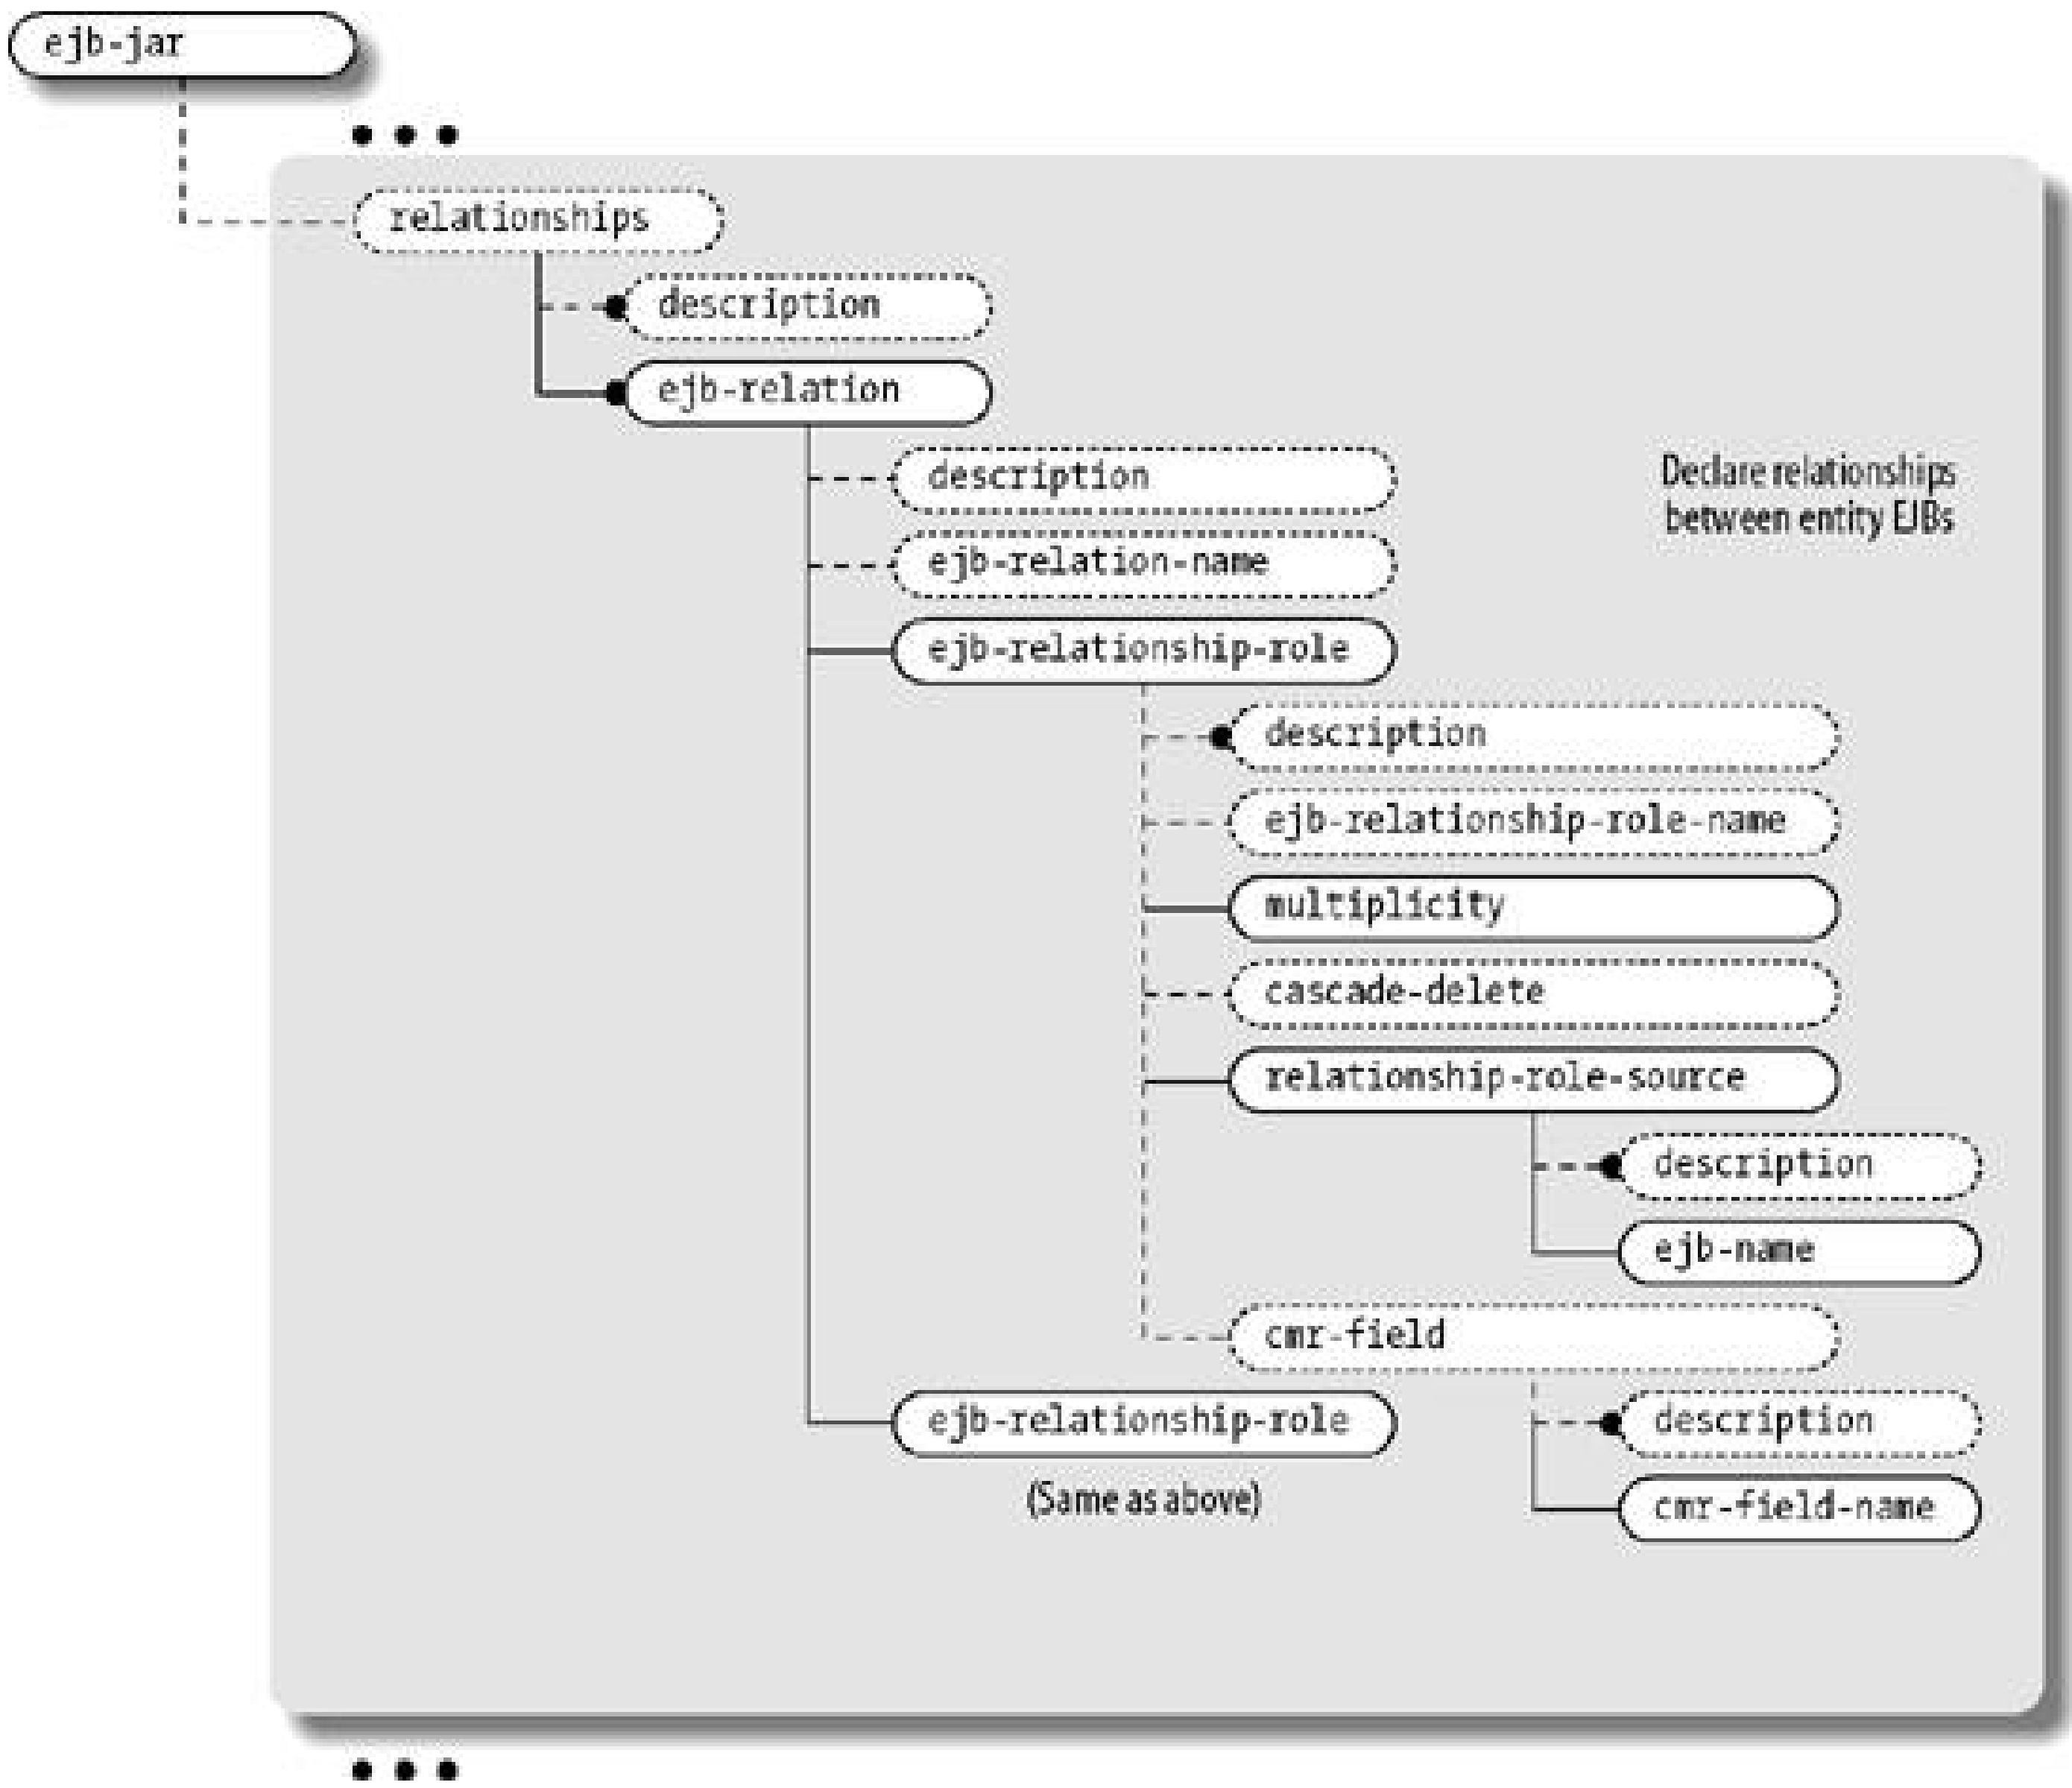 ejb-jar
relationships
description
ejb-relation
description
Declare relationships
between entity EJBs
ejb-relation-name
ejb-relationship-role
description
ejb-relationship-role-name
multiplicity
cascade-delete
relationship-role-source
description
ejb-name
cmr-field
ejb-relationship-role
description
(Same as above)
cmr-field-name